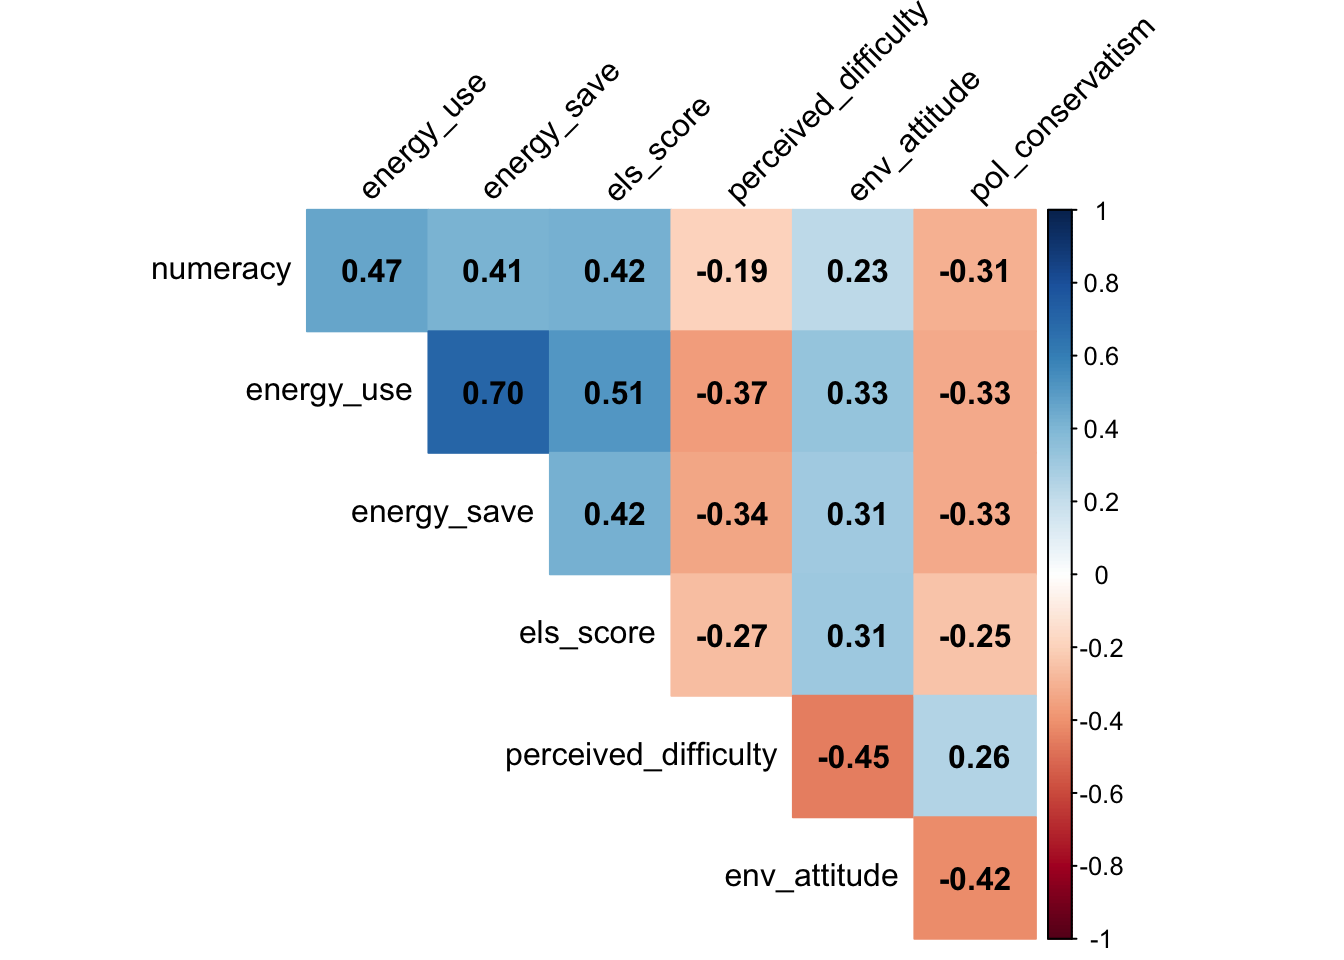 energy_use energy_save els_score perceived_difficulty env_attitude pol_conservatism
numeracy 0.47 0.41 0.42 -0.19 0.23 -0.31
energy_use 0.70 0.51 -0.37 0.33 -0.33
energy_save 0.42 -0.34 0.31 -0.33
els_score -0.27 0.31 -0.25
perceived_difficulty -0.45 0.26
env_attitude -0.42
1
0.8
0.6
0.4
0.2
0
-0.2
-0.4
-0.6
-0.8
-1